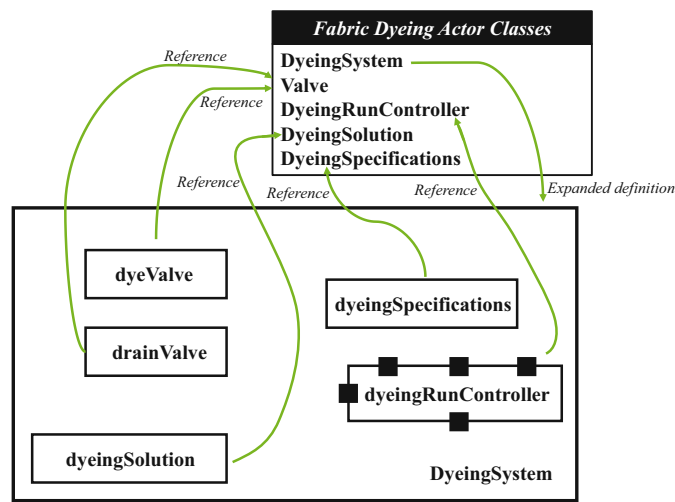 Fabric Dyeing Actor Classes
Reference
DyeingSystem
Valve
Reference
DyeingRunController
DyeingSolution
DyeingSpecifications
Reference
Reference
Reference
Expanded definition
dyeValve
dyeingSpecifications
drainValve
dyeingRunController
dyeingSolution
DyeingSystem